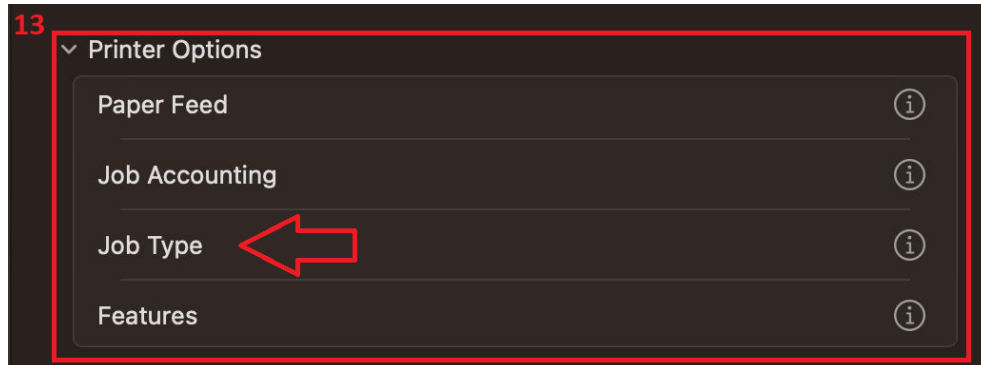 13
Printer Options
Paper Feed
Job Accounting
Job Type
Features